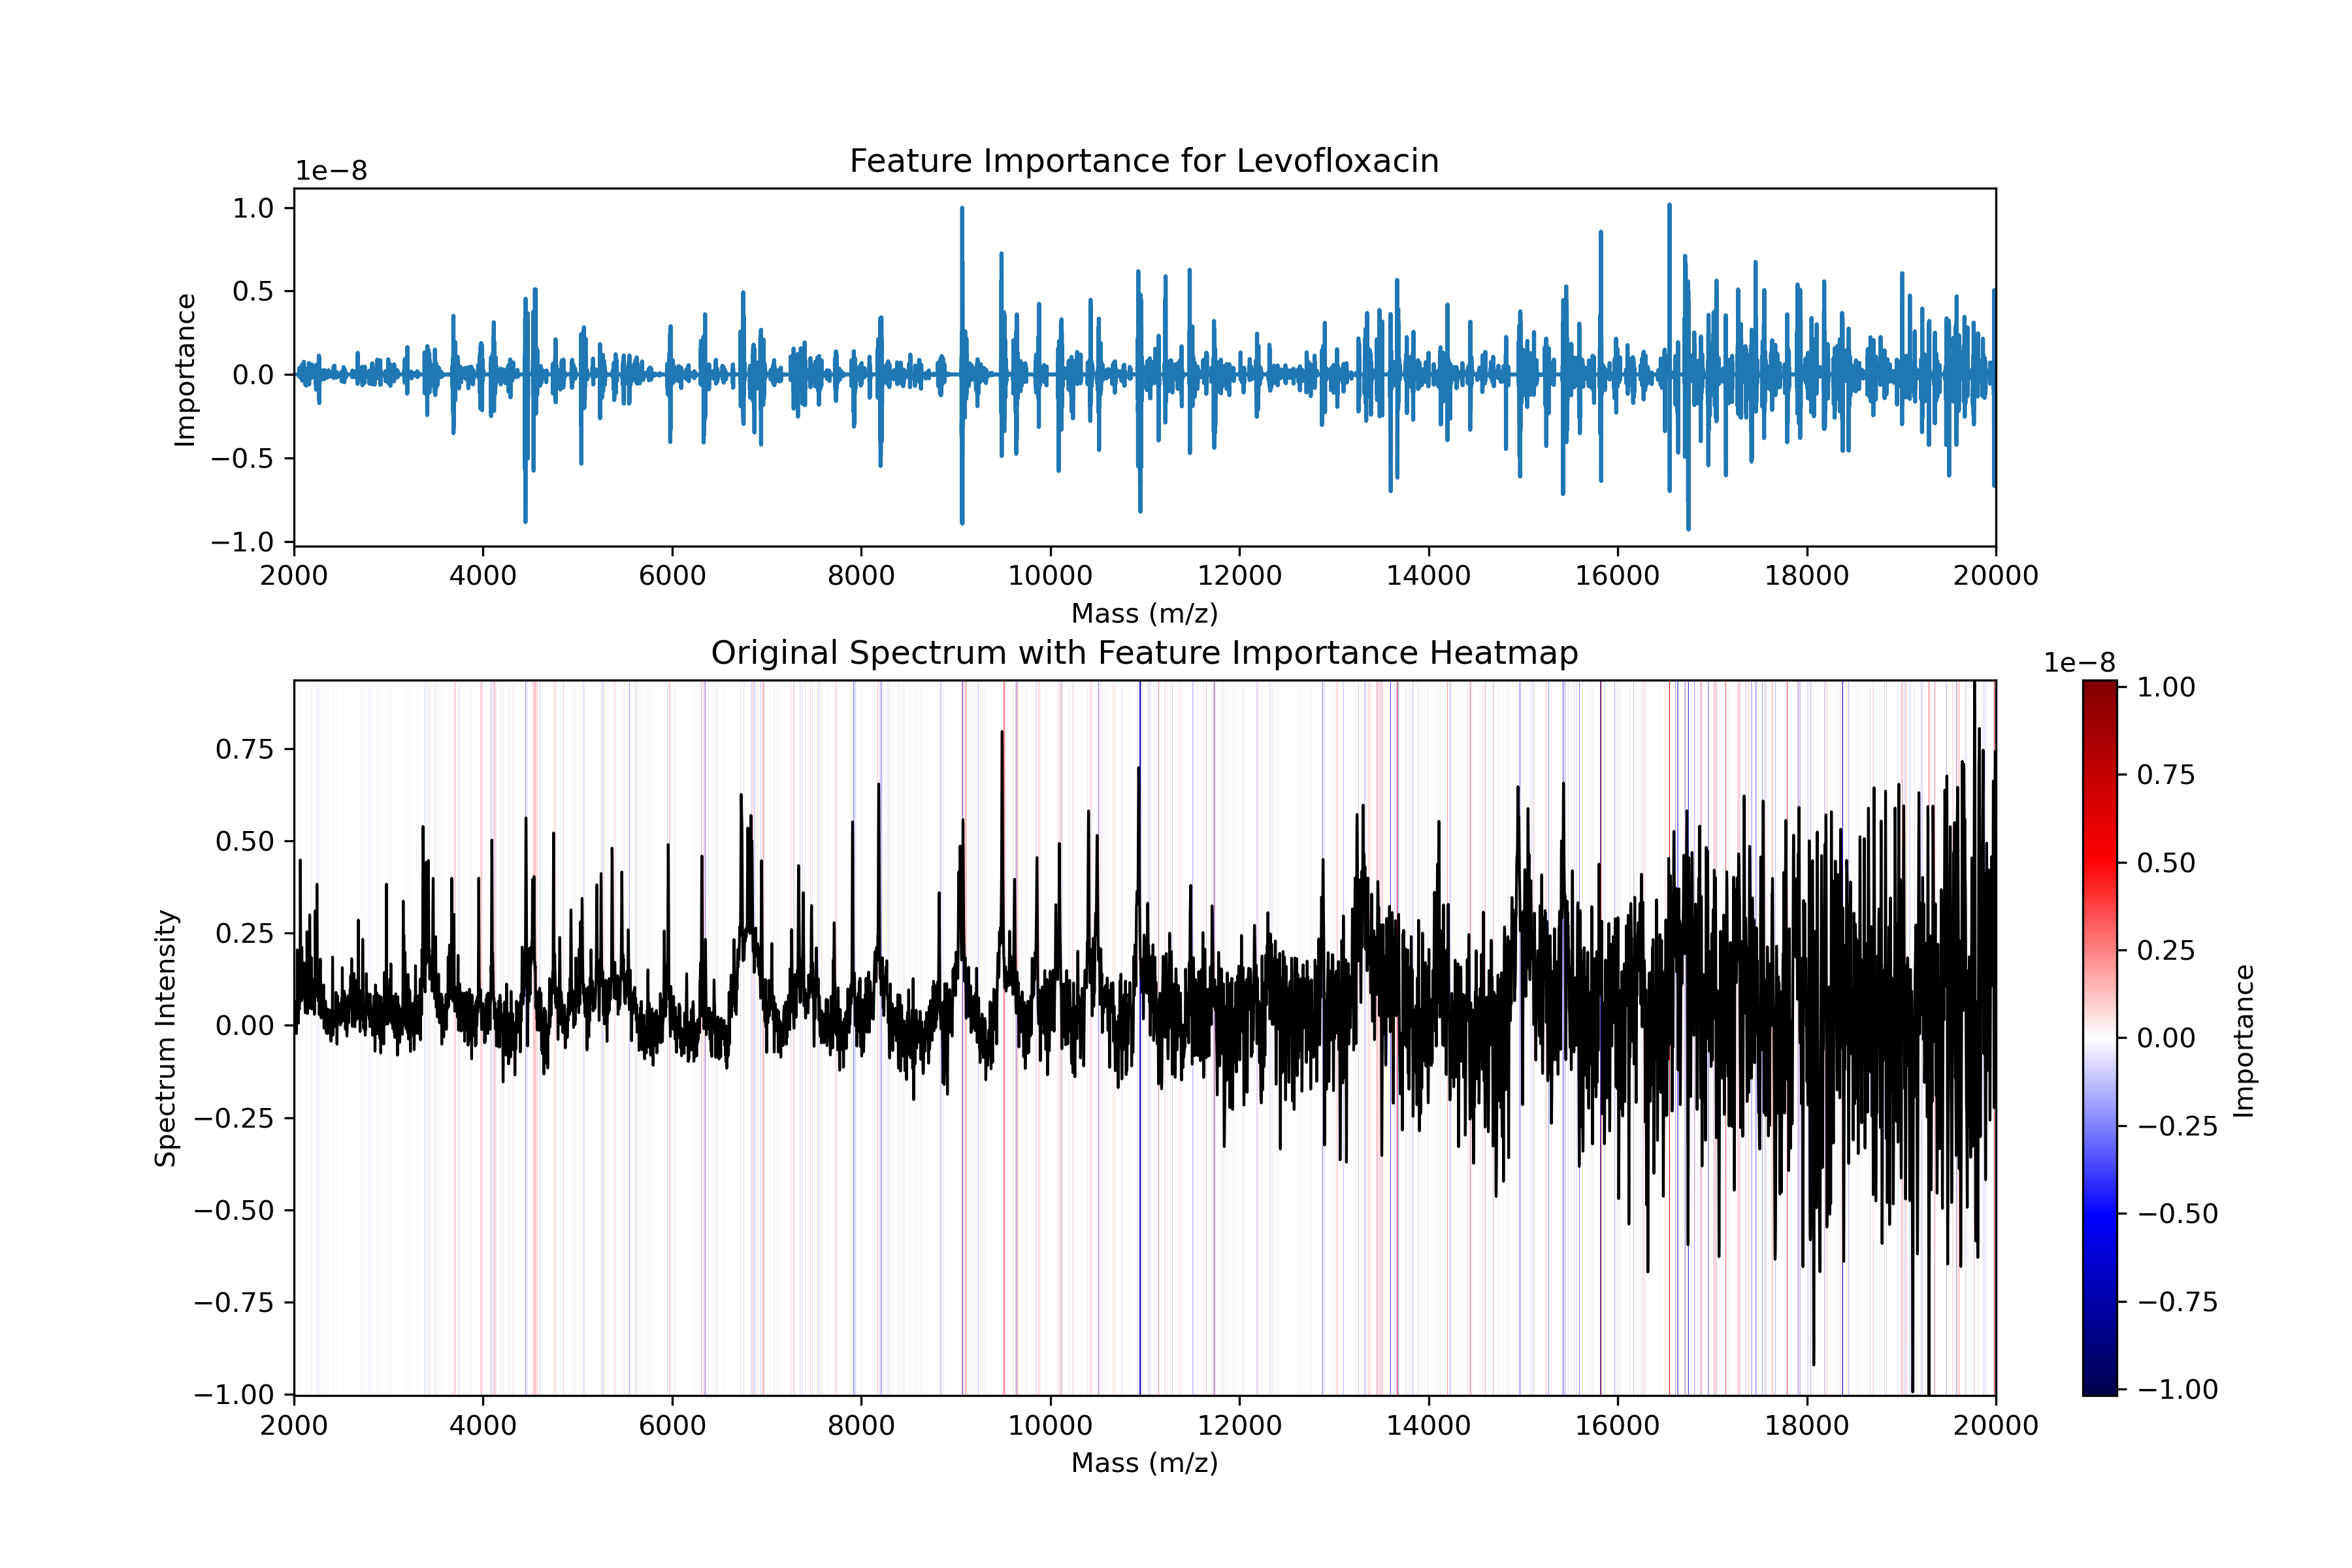 Feature Importance for Levofloxacin
1e−8
1.0
0.5
0.0
−0.5
−1.0
Importance
2000 4000 6000 8000 10000 12000 14000 16000 18000 20000
Mass (m/z)
Original Spectrum with Feature Importance Heatmap
0.75
0.50
0.25
0.00
−0.25
−0.50
−0.75
−1.00
Spectrum Intensity
2000 4000 6000 8000 10000 12000 14000 16000 18000 20000
Mass (m/z)
1e−8
1.00
0.75
0.50
0.25
0.00
−0.25
−0.50
−0.75
−1.00
Importance